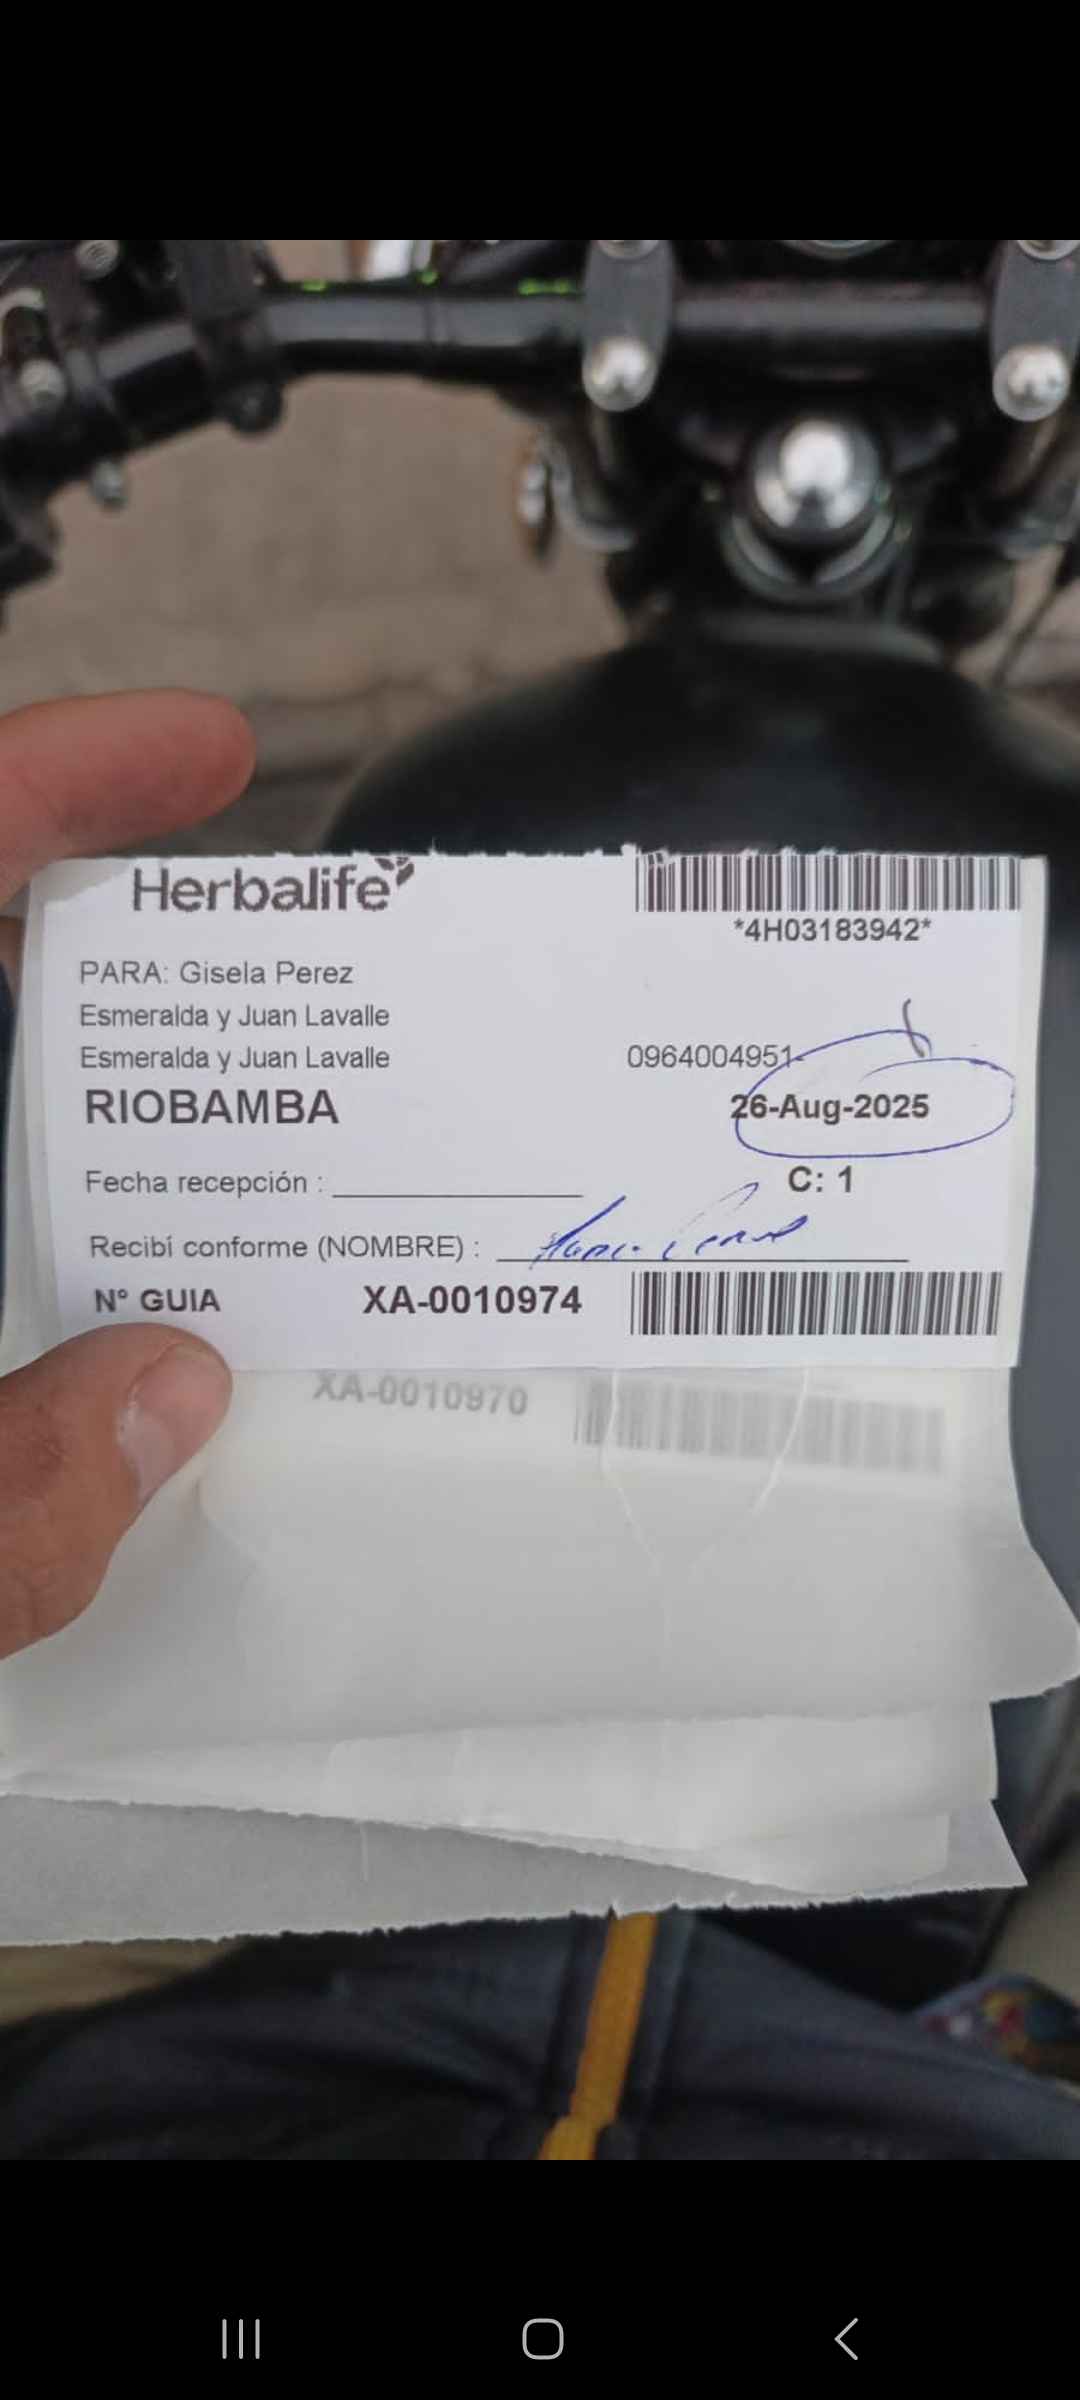 Herbalife
*4H03183942*
PARA: Gisela Perez
Esmeralda y Juan Lavalle
Esmeralda y Juan Lavalle 0964004951
RIOBAMBA 26-Aug-2025
Fecha recepción : C: 1
Recibí conforme (NOMBRE) :
N° GUIA XA-0010974
XA-0010970